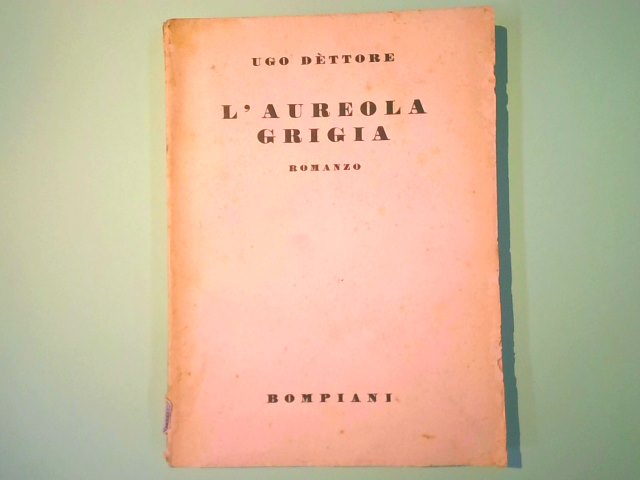 UGO DÈTTORE
L'AUREOLA
GRIGIA
ROMANZO
BOMPIANI